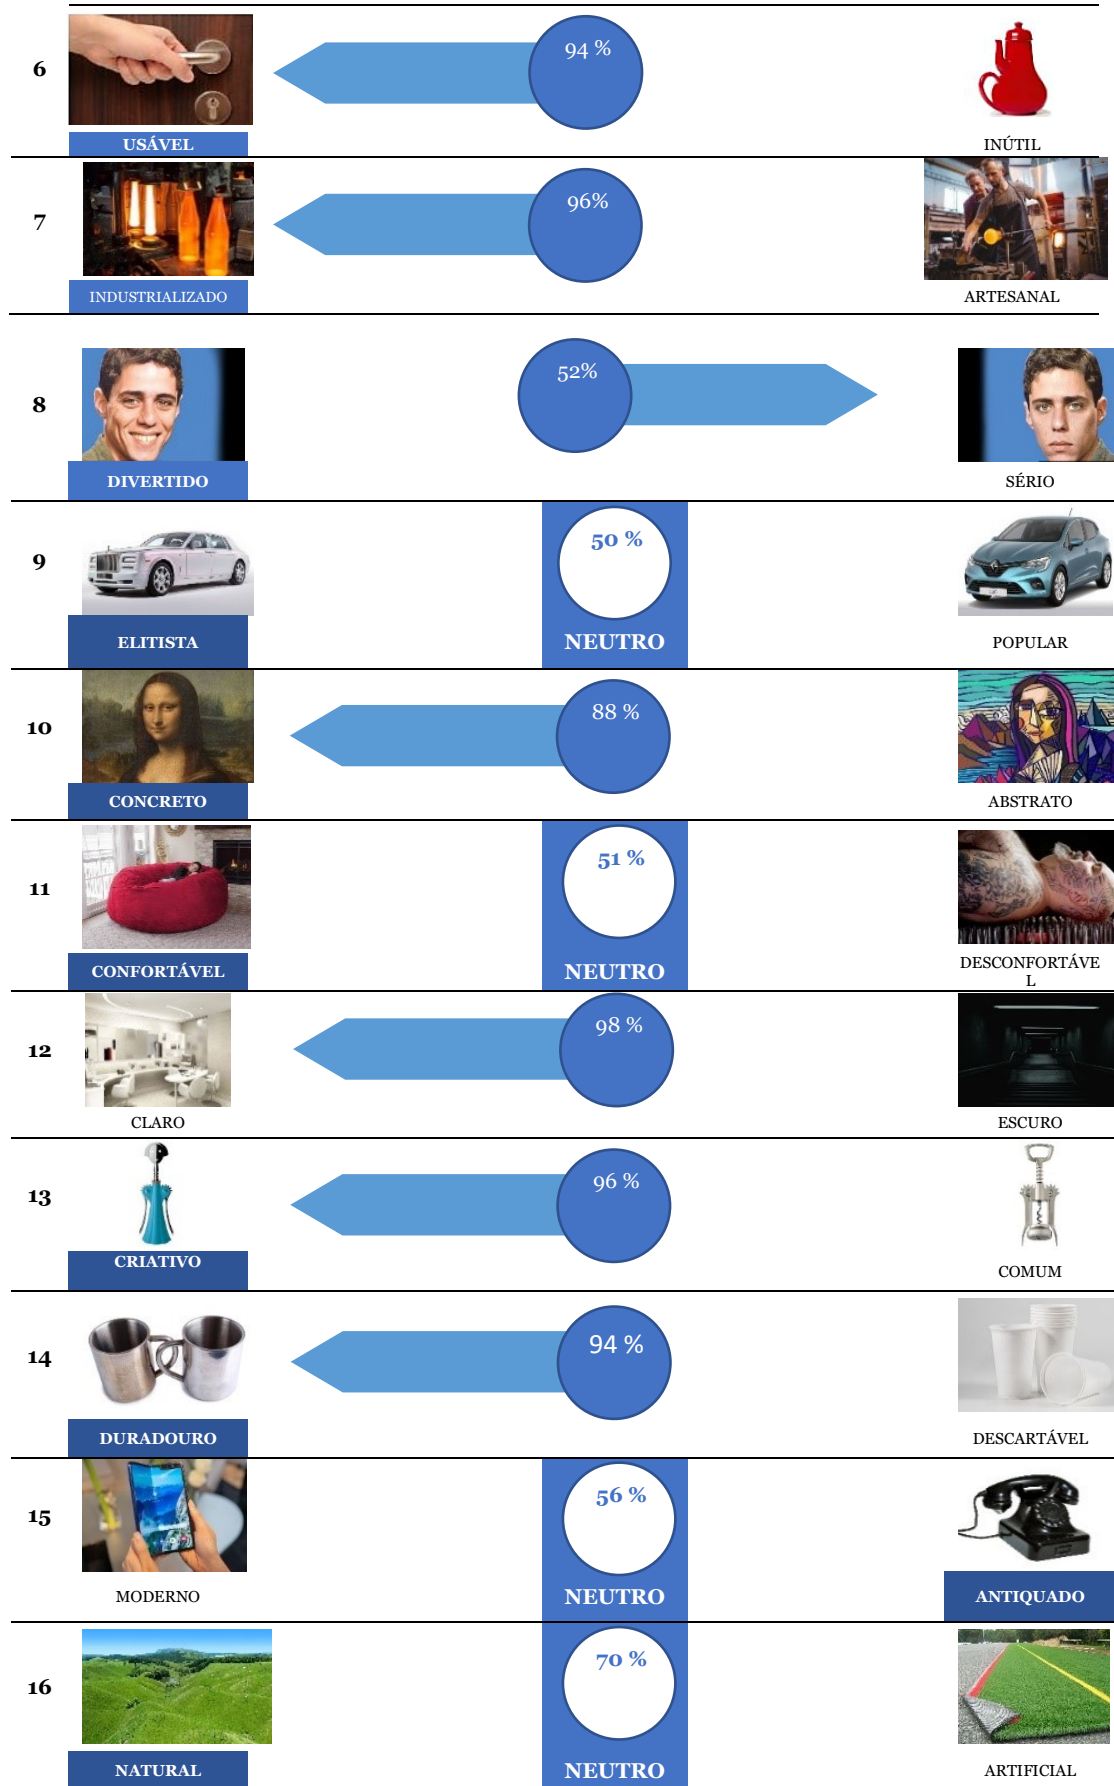 6
94 %
USÁVEL
INÚTIL
7
96%
INDUSTRIALIZADO
ARTESANAL
8
52%
DIVERTIDO
SÉRIO
9
50 %
ELITISTA
NEUTRO
POPULAR
10
88 %
CONCRETO
ABSTRATO
11
51 %
CONFORTÁVEL
NEUTRO
DESCONFORTÁVE
L
12
98 %
CLARO
ESCURO
13
96 %
CRIATIVO
COMUM
14
94 %
DURADOURO
DESCARTÁVEL
15
56 %
MODERNO
NEUTRO
ANTIQUADO
16
70 %
NATURAL
NEUTRO
ARTIFICIAL